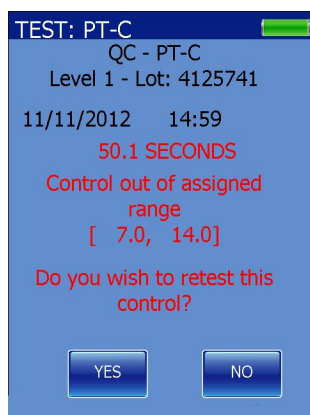 TEST: PT-C
QC - PT-C
Level 1 - Lot: 4125741
11/11/2012 14:59
50.1 SECONDS
Control out of assigned
range
[ 7.0, 14.0]
Do you wish to retest this
control?
YES NO